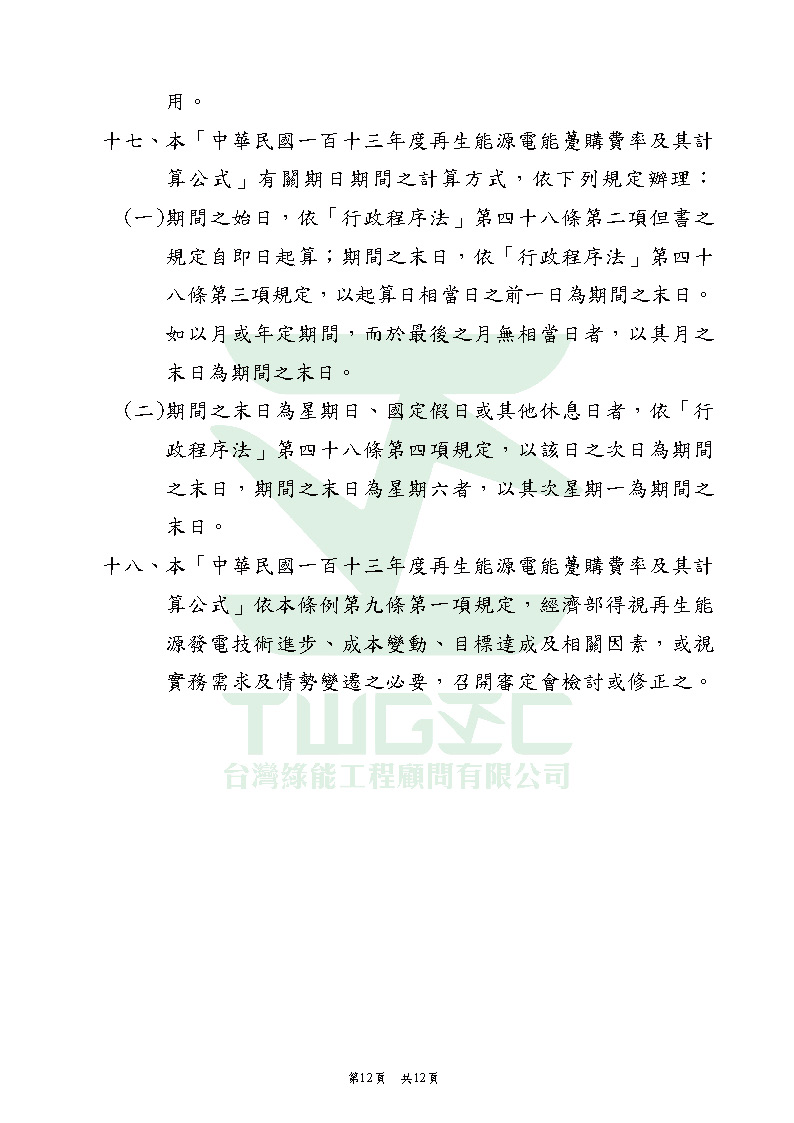 用。
十七、本「中華民國一百十三年度再生能源電能躉購費率及其計
算公式」有關期日期間之計算方式，依下列規定辦理：
(一)期間之始日，依「行政程序法」第四十八條第二項但書之
規定自即日起算；期間之末日，依「行政程序法」第四十
八條第三項規定，以起算日相當日之前一日為期間之末日。
如以月或年定期間，而於最後之月無相當日者，以其月之
末日為期間之末日。
(二)期間之末日為星期日、國定假日或其他休息日者，依「行
政程序法」第四十八條第四項規定，以該日之次日為期間
之末日，期間之末日為星期六者，以其次星期一為期間之
末日。
十八、本「中華民國一百十三年度再生能源電能躉購費率及其計
算公式」依本條例第九條第一項規定，經濟部得視再生能
源發電技術進步、成本變動、目標達成及相關因素，或視
實務需求及情勢變遷之必要，召開審定會檢討或修正之。
TWGEC
台灣綠能工程顧問有限公司
第12頁 共12頁